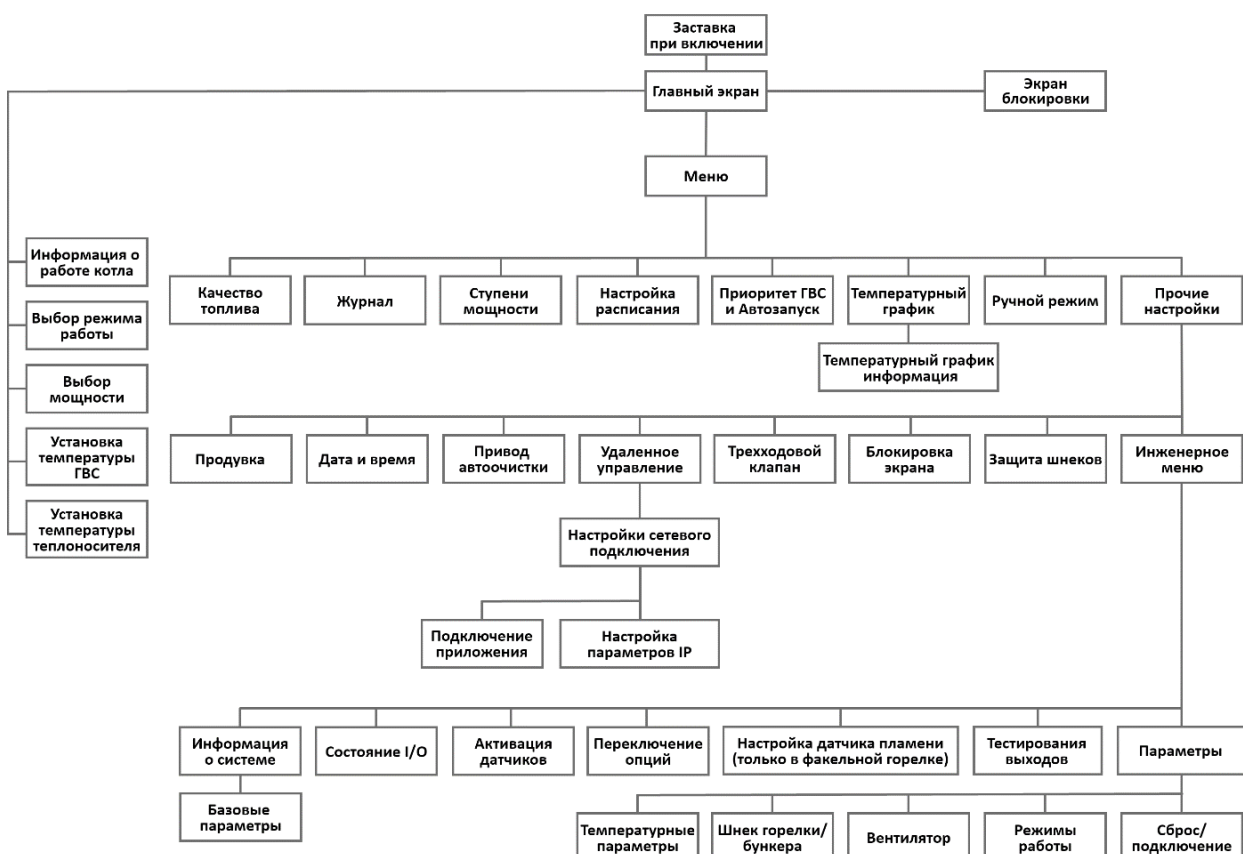 Заставка
при включении
Главный экран
Экран
блокировки
Меню
Информация о
работе котла
Выбор режима
работы
Выбор
мощности
Установка
температуры
ГВС
Установка
температуры
теплоносителя
Качество
топлива
Журнал
Ступени
мощности
Настройка
расписания
Приоритет ГВС
и Автозапуск
Температурный
график
Ручной режим
Прочие
настройки
Температурный график
информация
Продувка
Дата и время
Привод
автоочистки
Удаленное
управление
Трехходовой
клапан
Блокировка
экрана
Защита шнеков
Инженерное
меню
Настройки сетевого
подключения
Подключение
приложения
Настройка
параметров IP
Информация
о системе
Состояние I/O
Активация
датчиков
Переключение
опций
Настройка датчика пламени
(только в факельной горелке)
Тестирования
выходов
Параметры
Базовые
параметры
Температурные
параметры
Шнек горелки/
бункера
Вентилятор
Режимы
работы
Сброс/
подключение